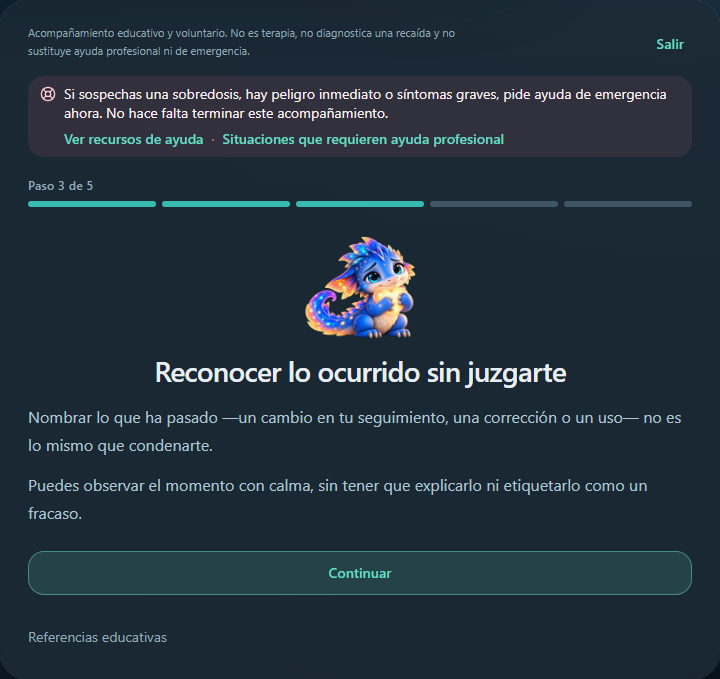 Acompañamiento educativo y voluntario. No es terapia, no diagnostica una recaída y no
sustituye ayuda profesional ni de emergencia.
Salir
Si sospechas una sobredosis, hay peligro inmediato o síntomas graves, pide ayuda de emergencia
ahora. No hace falta terminar este acompañamiento.
Ver recursos de ayuda · Situaciones que requieren ayuda profesional
Paso 3 de 5
Reconocer lo ocurrido sin juzgarte
Nombrar lo que ha pasado —un cambio en tu seguimiento, una corrección o un uso— no es
lo mismo que condenarte.
Puedes observar el momento con calma, sin tener que explicarlo ni etiquetarlo como un
fracaso.
Continuar
Referencias educativas